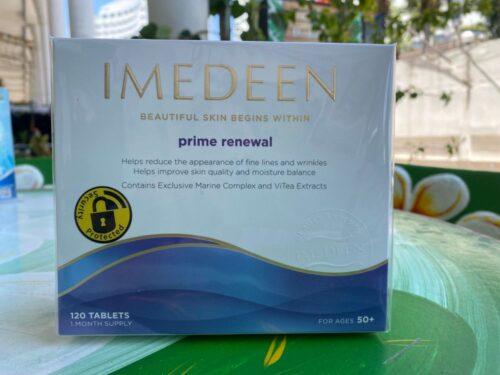 IMEDEEN
BEAUTIFUL SKIN BEGINS WITHIN
prime renewal
Helps reduce the appearance of fine lines and wrinkles
Helps improve skin quality and moisture balance
Contains Exclusive Marine Complex and ViTea Extracts
Security
Protected
IMEDEEN
120 TABLETS
1 MONTH SUPPLY
FOR AGES 50+